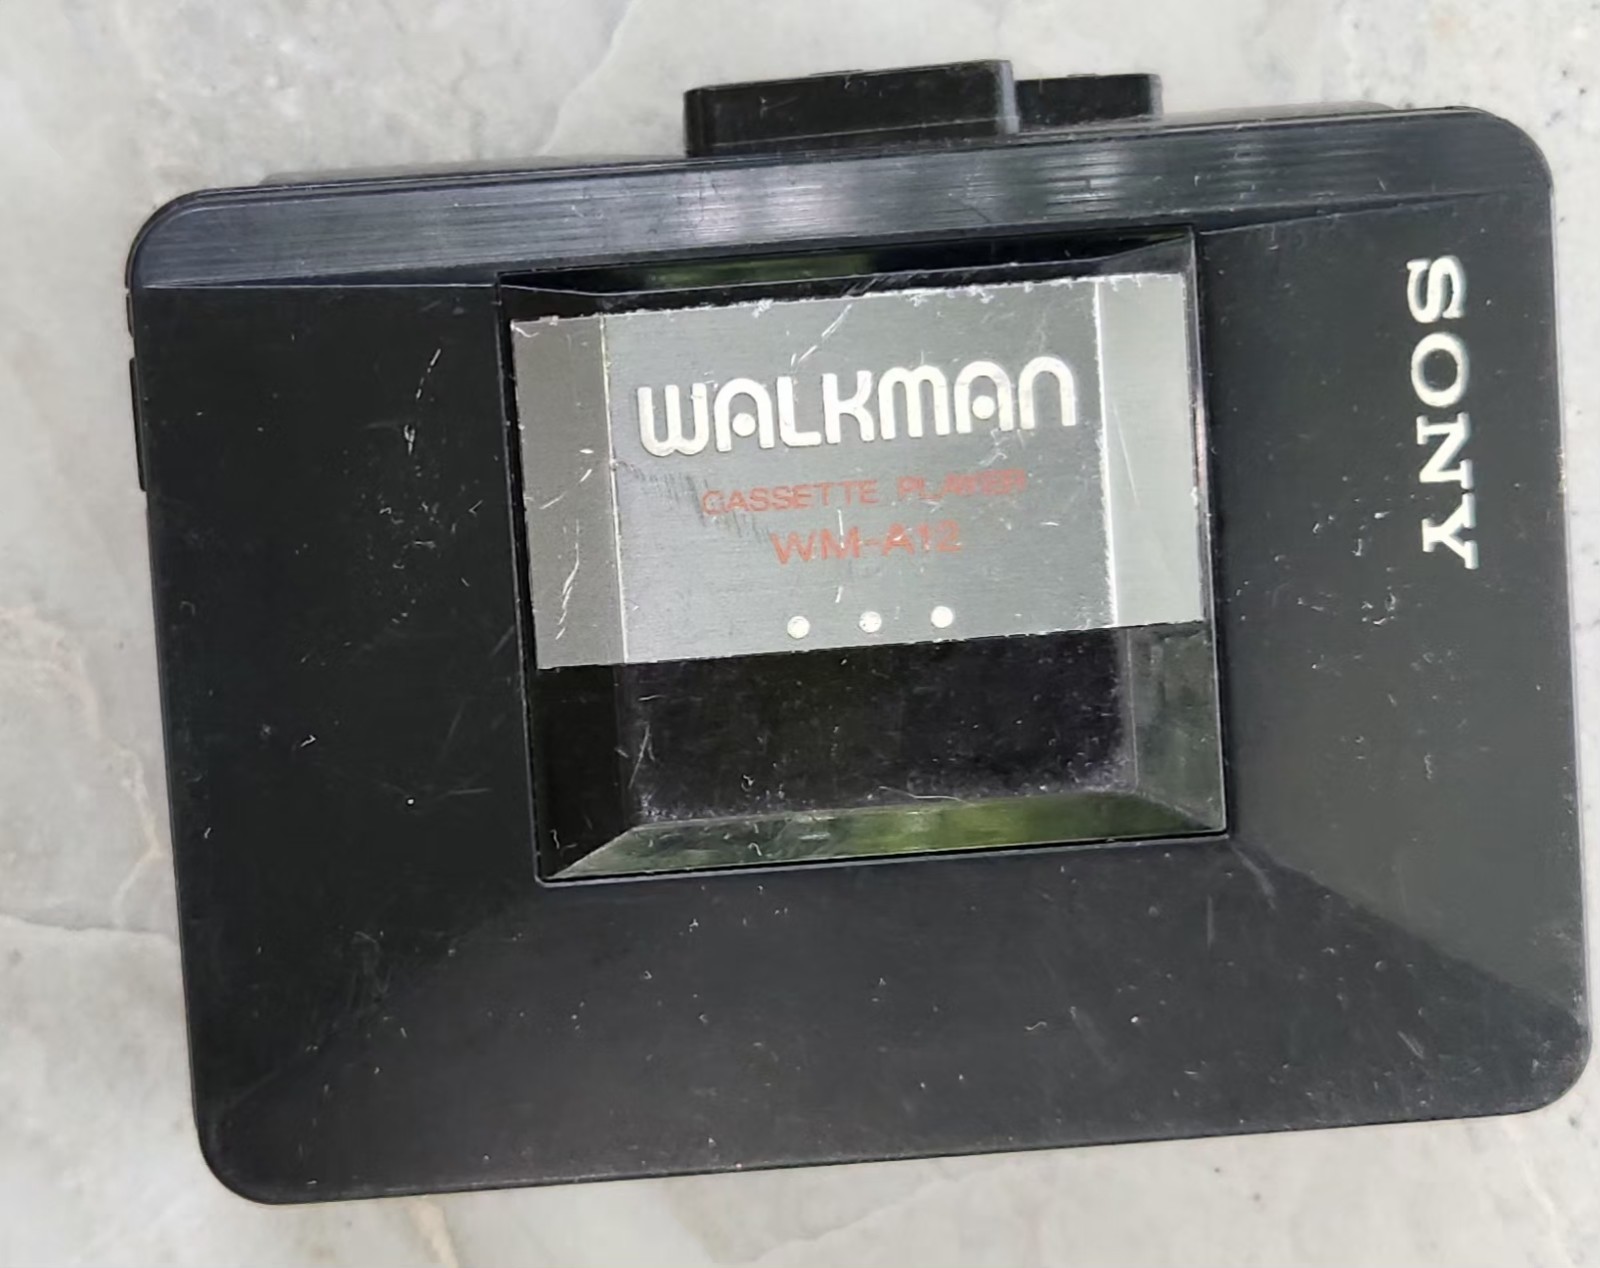 WALKMAN
CASSETTE PLAYER
WM-A12
SONY